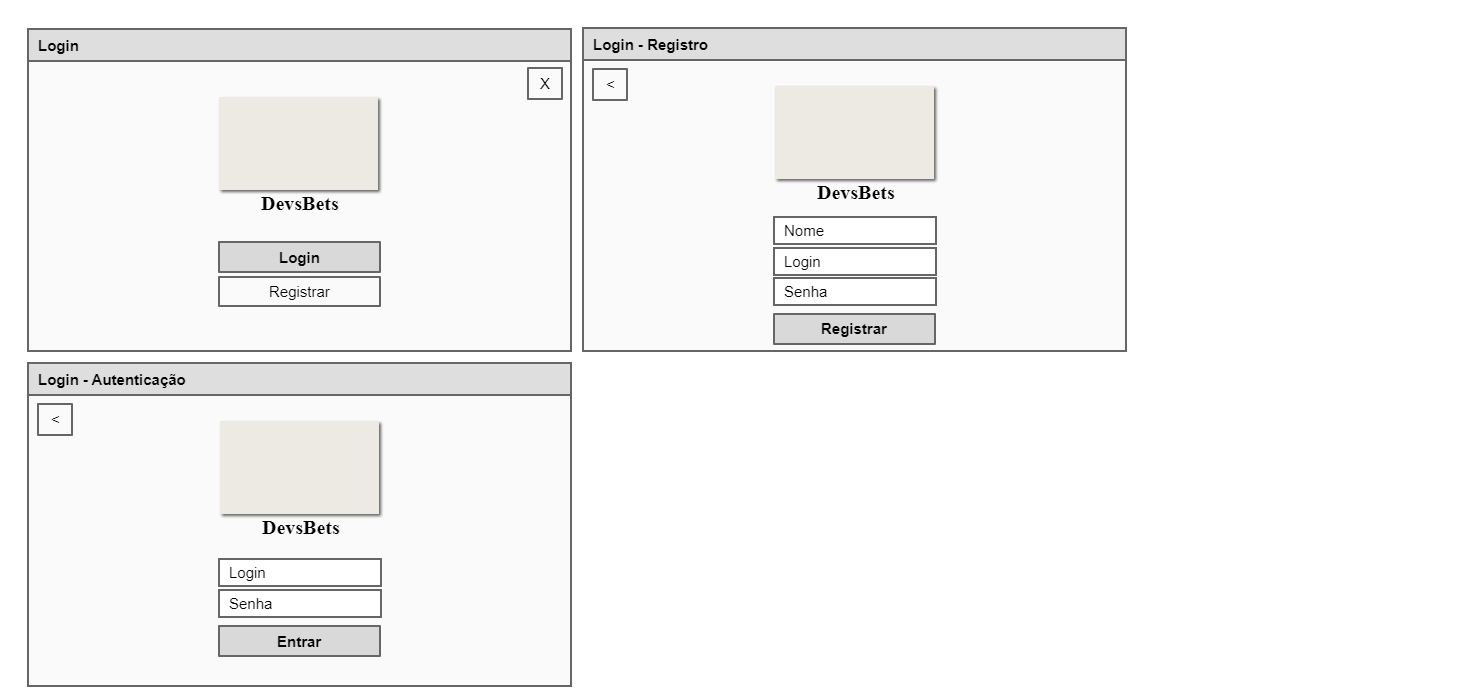 Login
X
DevsBets
Login
Registrar
Login - Registro
<
DevsBets
Nome
Login
Senha
Registrar
Login - Autenticação
<
DevsBets
Login
Senha
Entrar